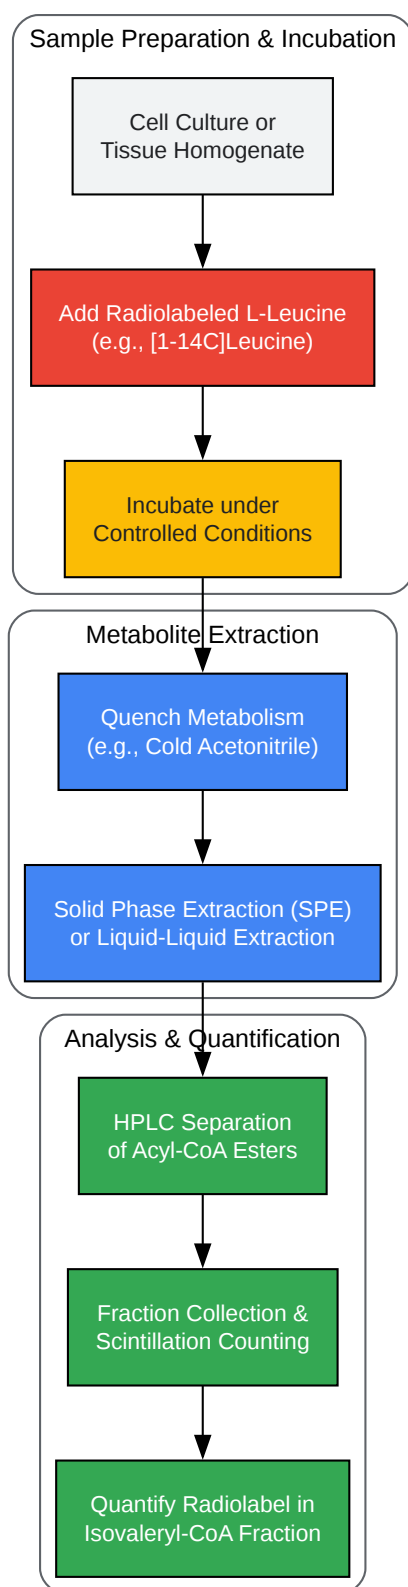 Sample Preparation & Incubation
Cell Culture or
Tissue Homogenate
Add Radiolabeled L-Leucine
(e.g., [1-14C]Leucine)
Incubate under
Controlled Conditions
Metabolite Extraction
Quench Metabolism
(e.g., Cold Acetonitrile)
Solid Phase Extraction (SPE)
or Liquid-Liquid Extraction
Analysis & Quantification
HPLC Separation
of Acyl-CoA Esters
Fraction Collection &
Scintillation Counting
Quantify Radiolabel in
Isovaleryl-CoA Fraction